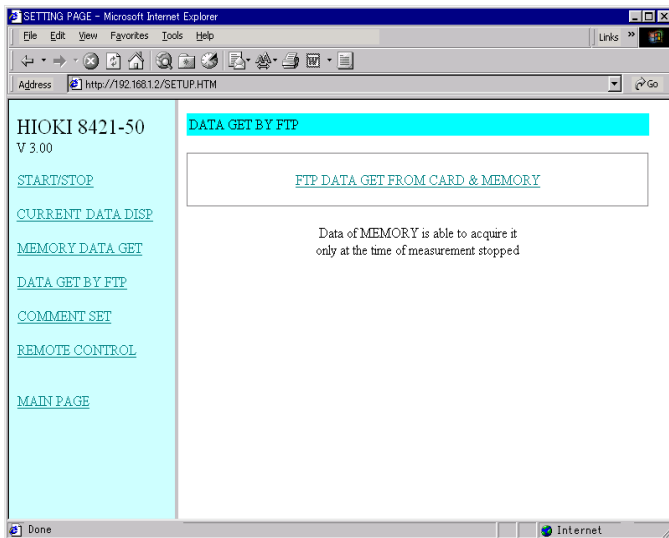 SETTING PAGE - Microsoft Internet Explorer
File Edit View Favorites Tools Help
Links »
Address http://192.168.1.2/SETUP.HTM
Go
HIOKI 8421-50
V 3.00
START/STOP
CURRENT DATA DISP
MEMORY DATA GET
DATA GET BY FTP
COMMENT SET
REMOTE CONTROL
MAIN PAGE
DATA GET BY FTP
FTP DATA GET FROM CARD & MEMORY
Data of MEMORY is able to acquire it
only at the time of measurement stopped
Done
Internet